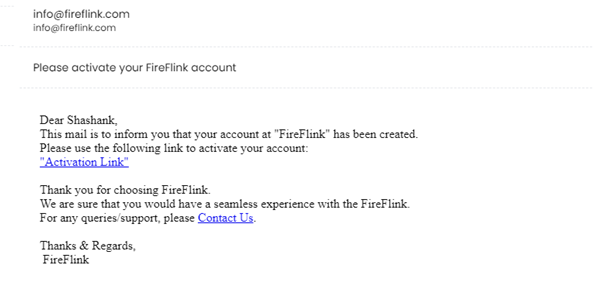 info@fireflink.com
info@fireflink.com
Please activate your FireFlink account
Dear Shashank,
This mail is to inform you that your account at "FireFlink" has been created.
Please use the following link to activate your account:
"Activation Link"
Thank you for choosing FireFlink.
We are sure that you would have a seamless experience with the FireFlink.
For any queries/support, please Contact Us.
Thanks & Regards,
FireFlink